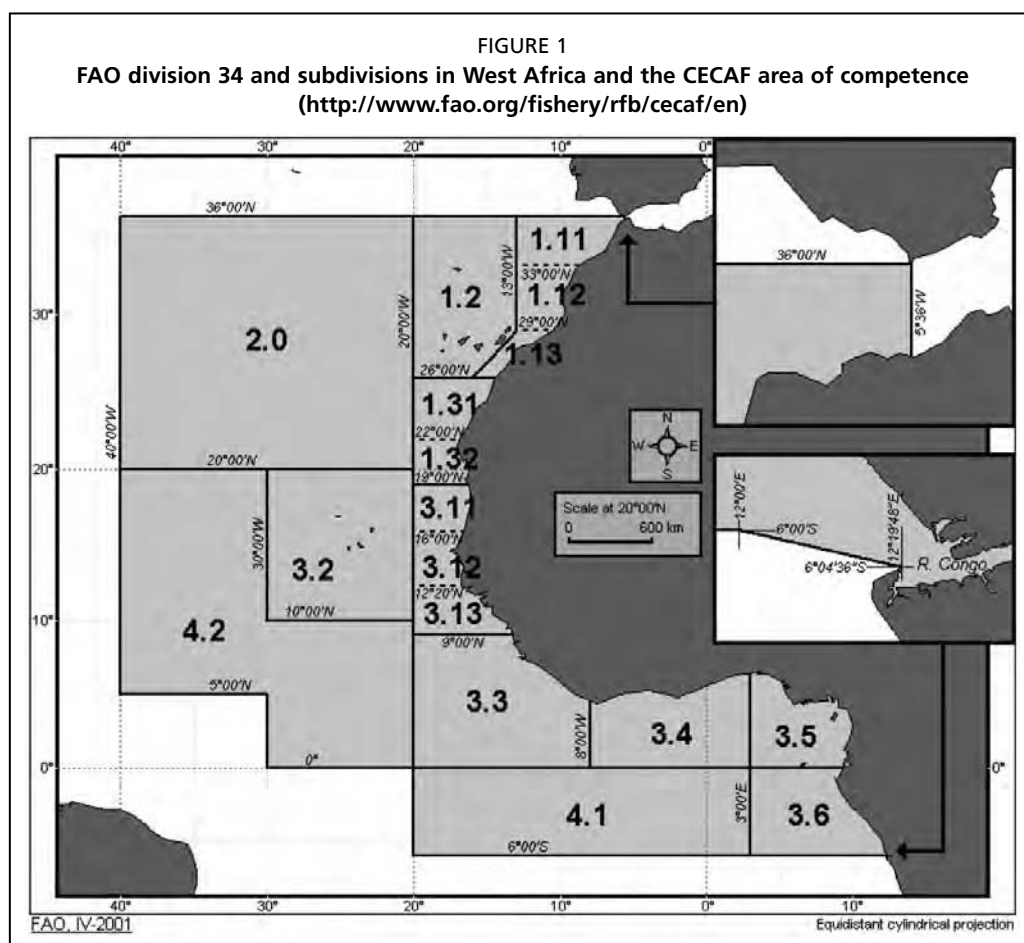 FIGURE 1
FAO division 34 and subdivisions in West Africa and the CECAF area of competence
(http://www.fao.org/fishery/rfb/cecaf/en)
40° 30° 20° 10° 0°
36°00'N
36°00'N
5°36'W
1.11
13°00'W
33°00'N
1.2
1.12
30°
20°00'W
29°00'N
2.0
1.13
26°00'N
1.31
40°00'W
22°00'N
N
W E
S
1.32
20°
20°00'N
19°00'N
3.11
Scale at 20°00'N
0 600 km
12°00'E
12°19'48"E
6°00'S
6°04'36"S
R. Congo
30°00'W
16°00'N
3.2
3.12
12°20'N
3.13
10°
10°00'N
4.2
9°00'N
5°00'N
3.3
8°00'W
3.4
3.5
0°
0°
0°
4.1
3°00'E
3.6
6°00'S
40° 30° 20° 10° 0° 10°
FAO, IV-2001
Equidistant cylindrical projection